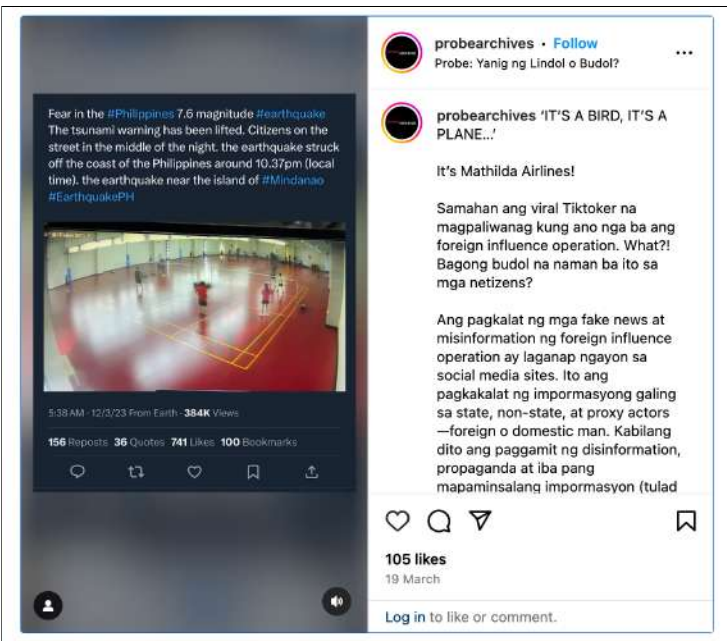 Fear in the #Philippines 7.6 magnitude #earthquake
The tsunami warning has been lifted. Citizens on the
street in the middle of the night. the earthquake struck
off the coast of the Philippines around 10.37pm (local
time). the earthquake near the island of #Mindanao
#EarthquakePH
5:38 AM · 12/3/23 From Earth · 384K Views
156 Reposts 36 Quotes 741 Likes 100 Bookmarks
probearchives • Follow
Probe: Yanig ng Lindol o Budol?
probearchives ‘IT’S A BIRD, IT’S A
PLANE...’
It’s Mathilda Airlines!
Samahan ang viral Tiktoker na
magpaliwanag kung ano nga ba ang
foreign influence operation. What?!
Bagong budol na naman ba ito sa
mga netizens?
Ang pagkalat ng mga fake news at
misinformation ng foreign influence
operation ay laganap ngayon sa
social media sites. Ito ang
pagkakalat ng impormasyong galing
sa state, non-state, at proxy actors
—foreign o domestic man. Kabilang
dito ang paggamit ng disinformation,
propaganda at iba pang
mapaminsalang impormasyon (tulad
105 likes
19 March
Log in to like or comment.